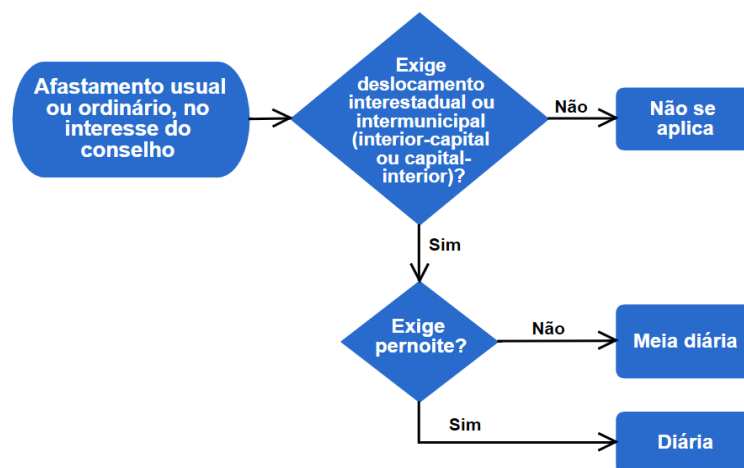 Afastamento usual
ou ordinário, no
interesse do
conselho
Exige
deslocamento
interestadual ou
intermunicipal
(interior-capital
ou capital-
interior)?
Não
Não se
aplica
Sim
Exige
pernoite?
Não
Meia diária
Sim
Diária